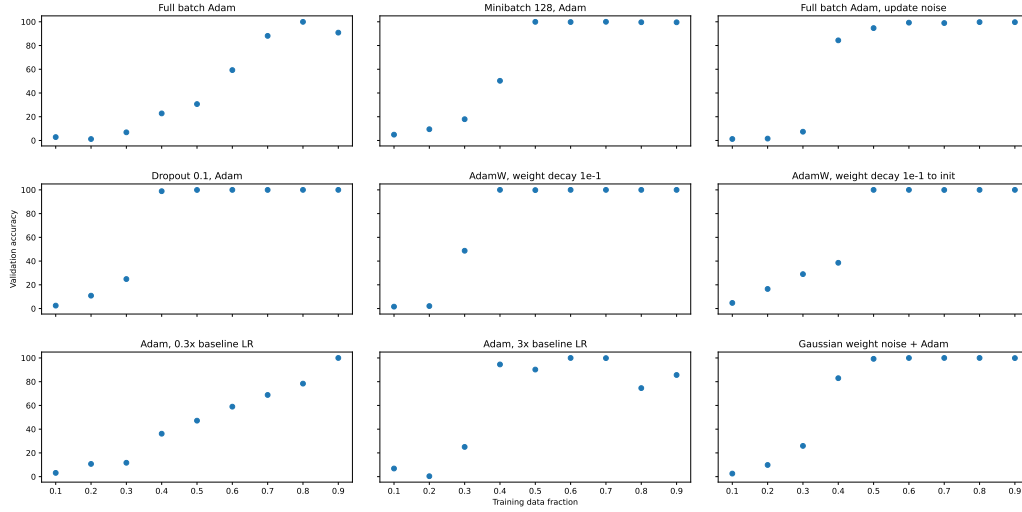 Full batch Adam
Minibatch 128, Adam
Full batch Adam, update noise
100
80
60
40
20
0
Dropout 0.1, Adam
AdamW, weight decay 1e-1
AdamW, weight decay 1e-1 to init
Validation accuracy
100
80
60
40
20
0
Adam, 0.3x baseline LR
Adam, 3x baseline LR
Gaussian weight noise + Adam
100
80
60
40
20
0
0.1 0.2 0.3 0.4 0.5 0.6 0.7 0.8 0.9
0.1 0.2 0.3 0.4 0.5 0.6 0.7 0.8 0.9
0.1 0.2 0.3 0.4 0.5 0.6 0.7 0.8 0.9
Training data fraction